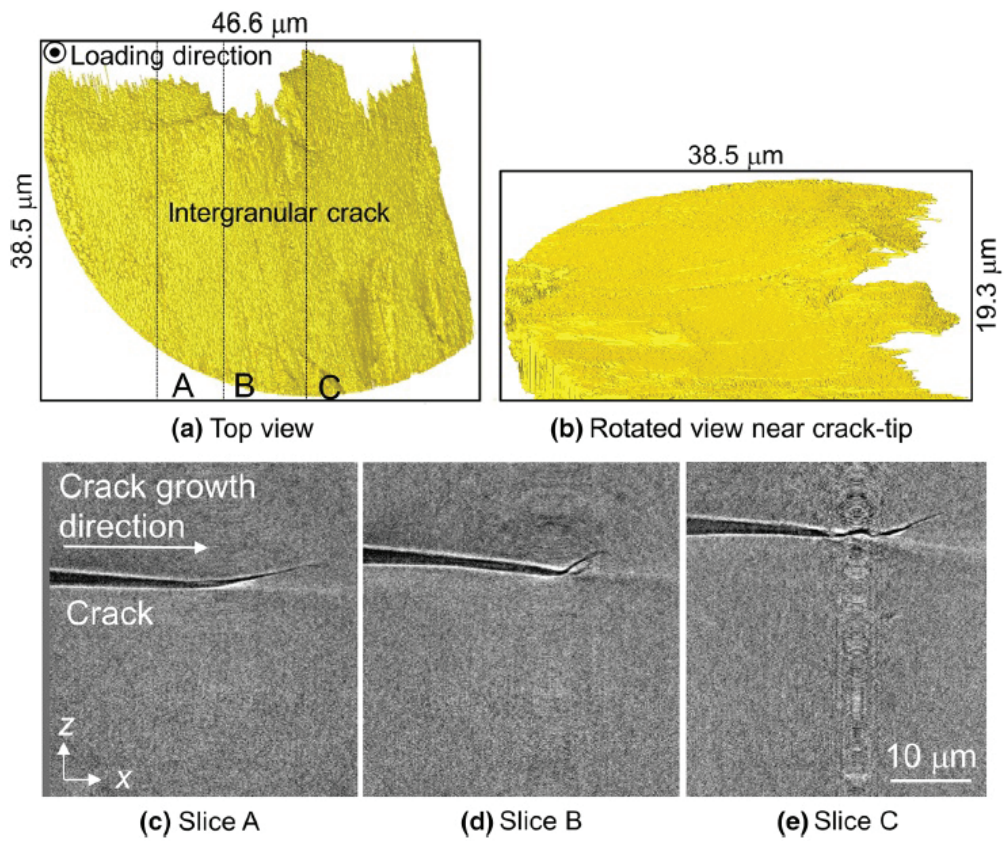 46.6 μm
Loading direction
38.5 μm
Intergranular crack
A B C
(a) Top view
38.5 μm
19.3 μm
(b) Rotated view near crack-tip
Crack growth
direction
Crack
z
x
10 μm
(c) Slice A
(d) Slice B
(e) Slice C